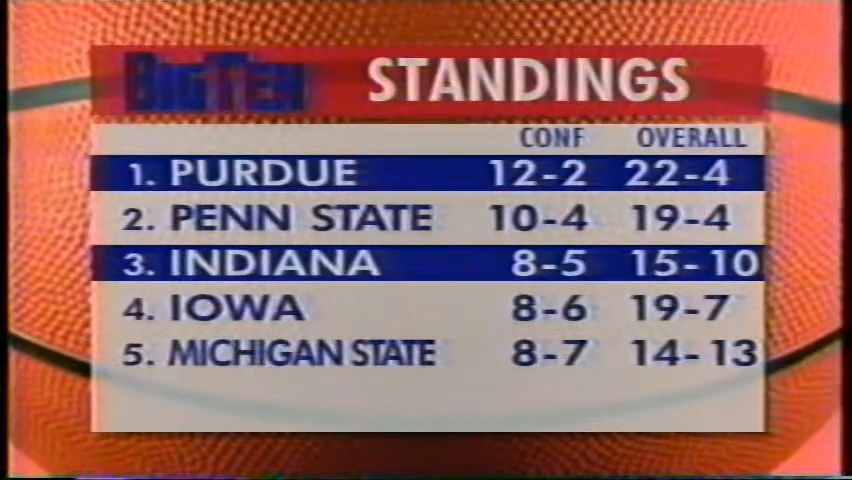 BIG TEN STANDINGS
CONF OVERALL
1. PURDUE 12-2 22-4
2. PENN STATE 10-4 19-4
3. INDIANA 8-5 15-10
4. IOWA 8-6 19-7
5. MICHIGAN STATE 8-7 14-13